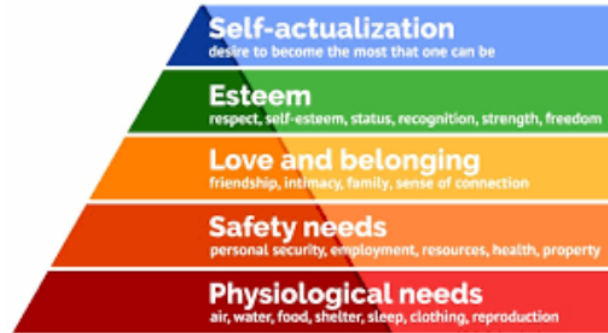 Self-actualization
desire to become the most that one can be
Esteem
respect, self-esteem, status, recognition, strength, freedom
Love and belonging
friendship, intimacy, family, sense of connection
Safety needs
personal security, employment, resources, health, property
Physiological needs
air, water, food, shelter, sleep, clothing, reproduction